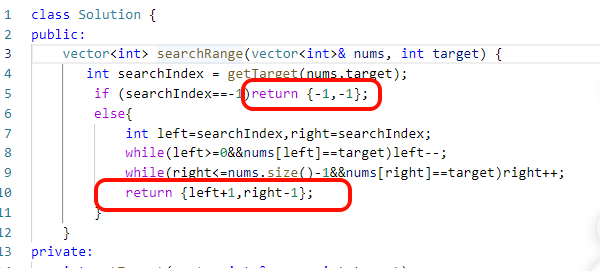 1 class Solution {
2 public:
3 vector<int> searchRange(vector<int>& nums, int target) {
4 int searchIndex = getTarget(nums,target);
5 if (searchIndex==-1)return {-1,-1};
6 else{
7 int left=searchIndex,right=searchIndex;
8 while(left>=0&&nums[left]==target)left--;
9 while(right<=nums.size()-1&&nums[right]==target)right++;
10 return {left+1,right-1};
11 }
12 }
13 private: